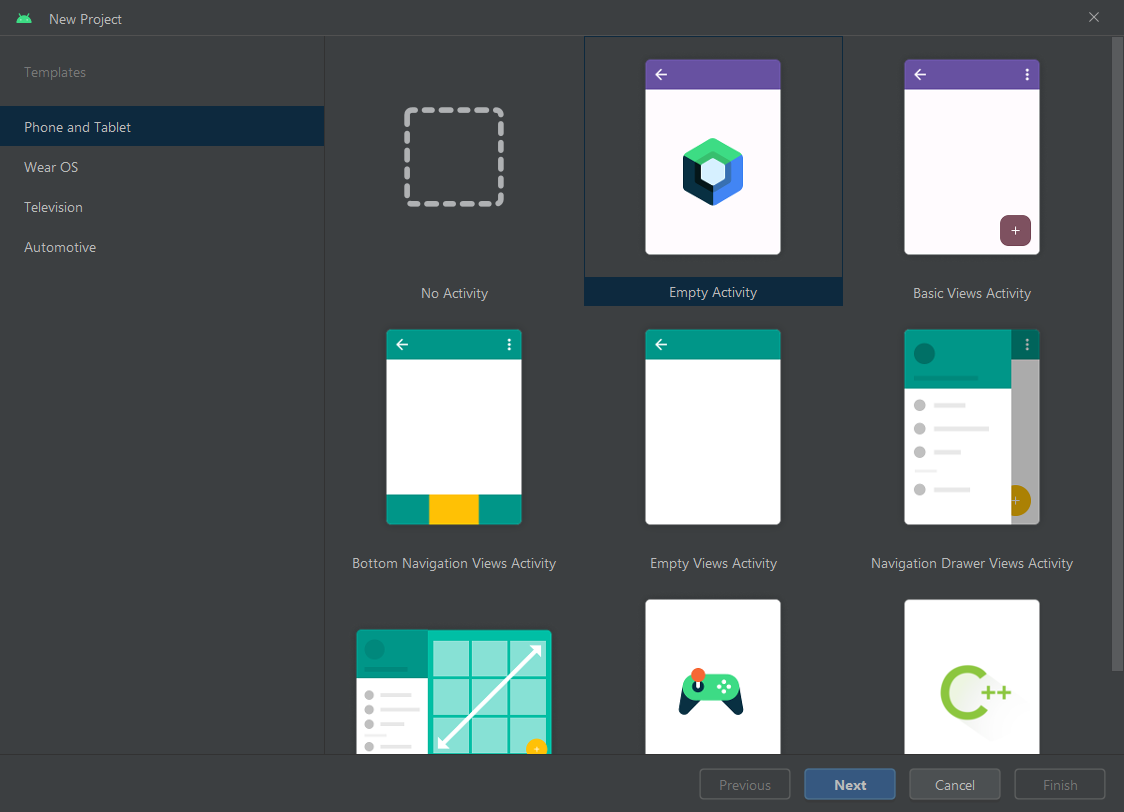 New Project
Templates
Phone and Tablet
Wear OS
Television
Automotive
No Activity
Empty Activity
Basic Views Activity
Bottom Navigation Views Activity
Empty Views Activity
Navigation Drawer Views Activity
C++
Previous
Next
Cancel
Finish